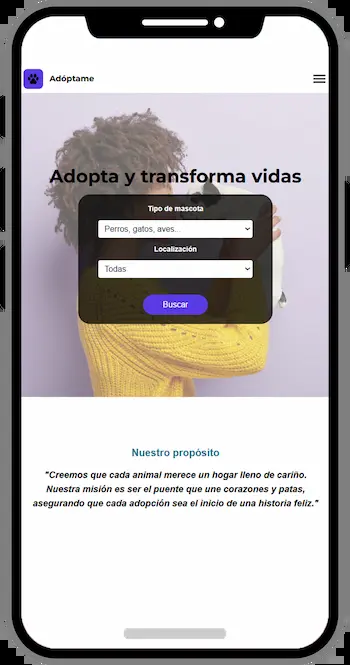 Adóptame
Adopta y transforma vidas
Tipo de mascota
Perros, gatos, aves...
Localización
Todas
Buscar
Nuestro propósito
"Creemos que cada animal merece un hogar lleno de cariño.
Nuestra misión es ser el puente que une corazones y patas,
asegurando que cada adopción sea el inicio de una historia feliz."